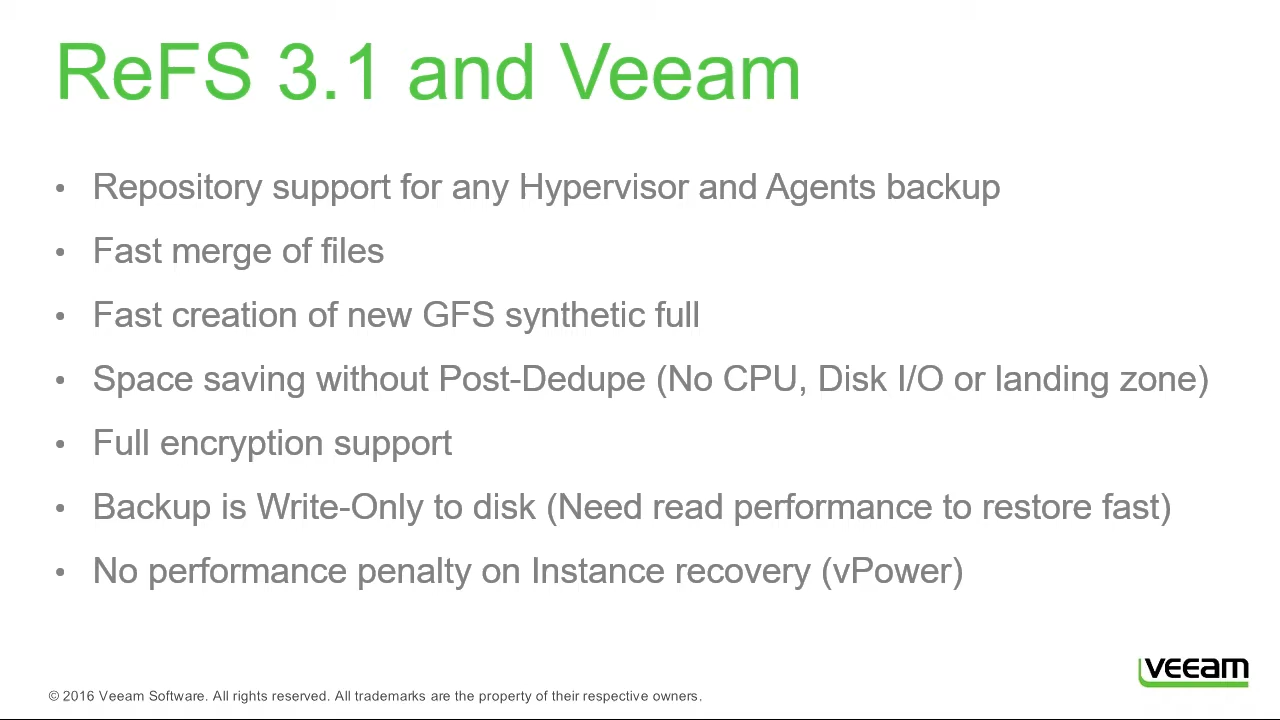 ReFS 3.1 and Veeam
• Repository support for any Hypervisor and Agents backup
• Fast merge of files
• Fast creation of new GFS synthetic full
• Space saving without Post-Dedupe (No CPU, Disk I/O or landing zone)
• Full encryption support
• Backup is Write-Only to disk (Need read performance to restore fast)
• No performance penalty on Instance recovery (vPower)
veeam
© 2016 Veeam Software. All rights reserved. All trademarks are the property of their respective owners.